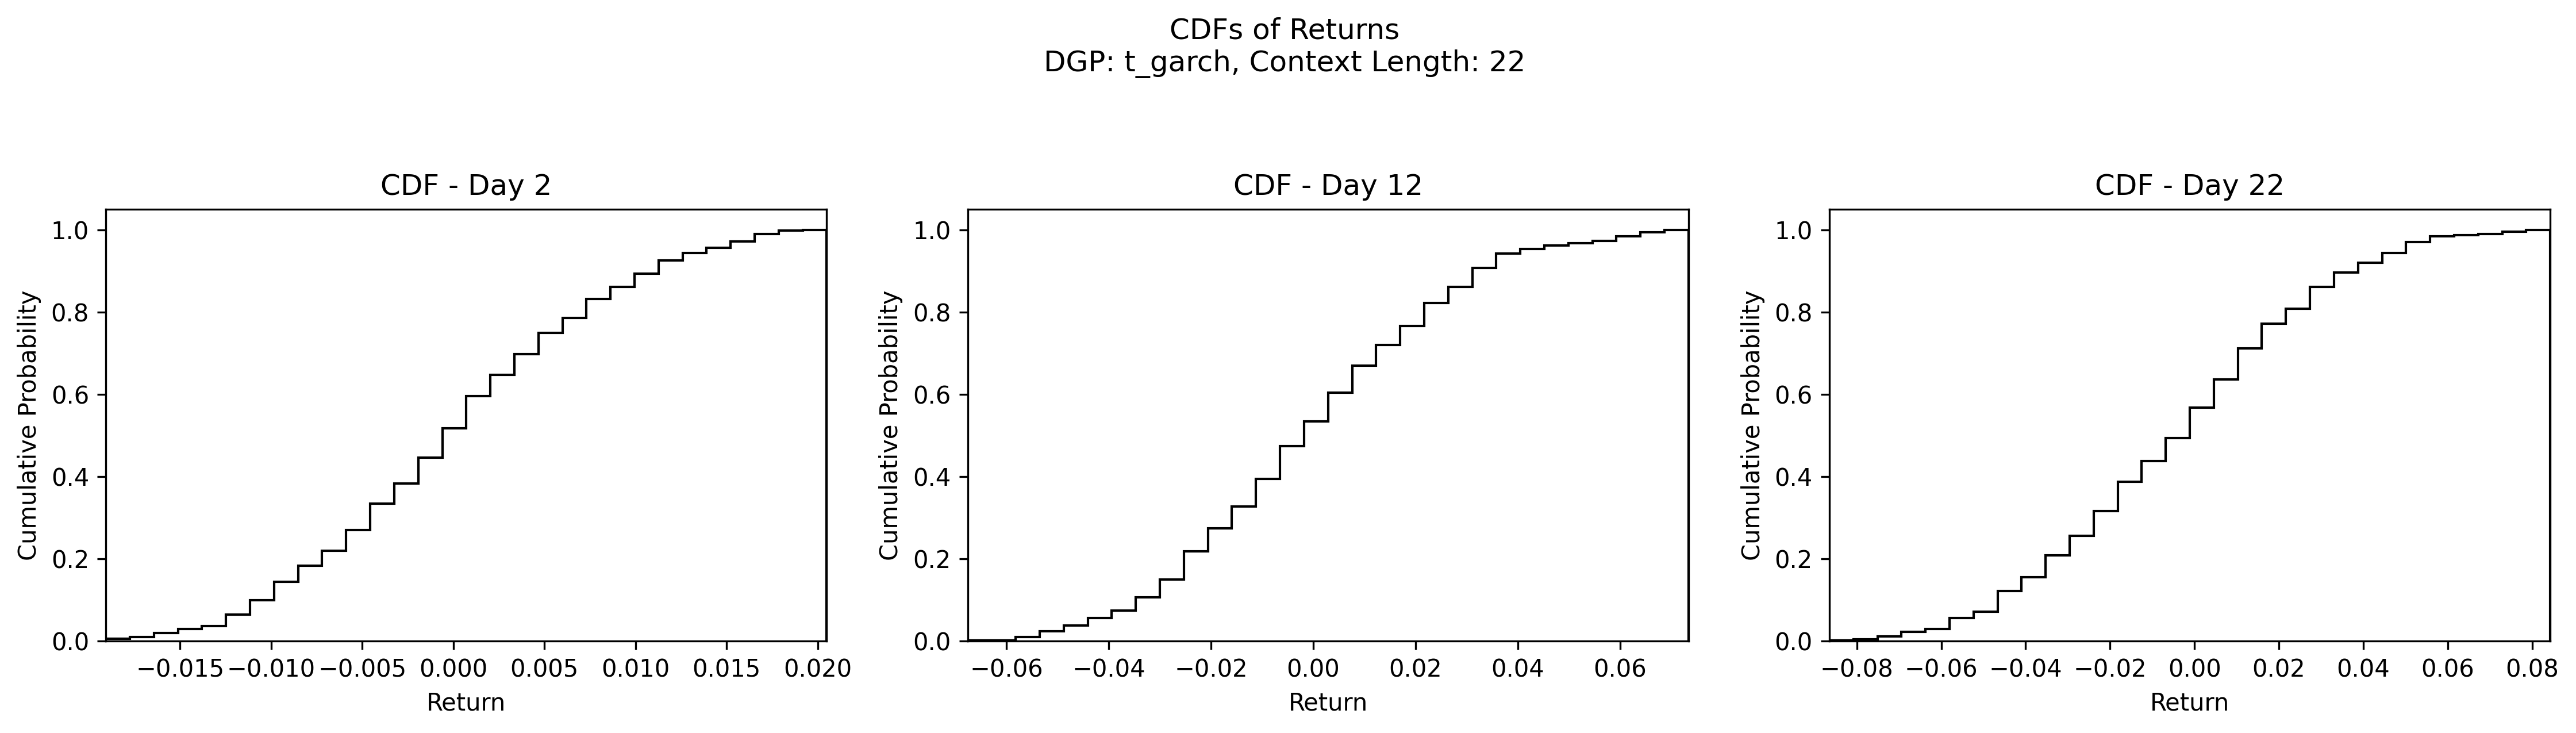 CDFs of Returns
DGP: t_garch, Context Length: 22
CDF - Day 2
1.0
0.8
0.6
0.4
0.2
0.0
Cumulative Probability
−0.015 −0.010 −0.005 0.000 0.005 0.010 0.015 0.020
Return
CDF - Day 12
1.0
0.8
0.6
0.4
0.2
0.0
Cumulative Probability
−0.06 −0.04 −0.02 0.00 0.02 0.04 0.06
Return
CDF - Day 22
1.0
0.8
0.6
0.4
0.2
0.0
Cumulative Probability
−0.08 −0.06 −0.04 −0.02 0.00 0.02 0.04 0.06 0.08
Return